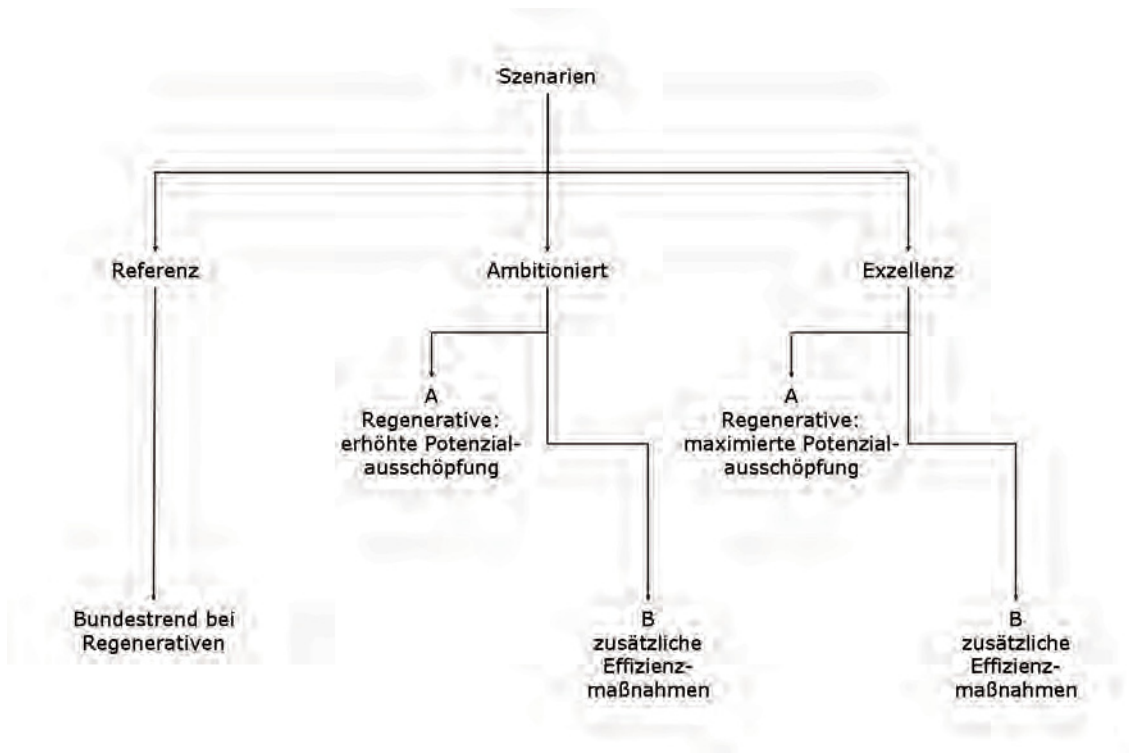 Szenarien
Referenz
Ambitioniert
Exzellenz
A
Regenerative:
erhöhte Potenzial-
ausschöpfung
A
Regenerative:
maximierte Potenzial-
ausschöpfung
Bundestrend bei
Regenerativen
B
zusätzliche
Effizienz-
maßnahmen
B
zusätzliche
Effizienz-
maßnahmen